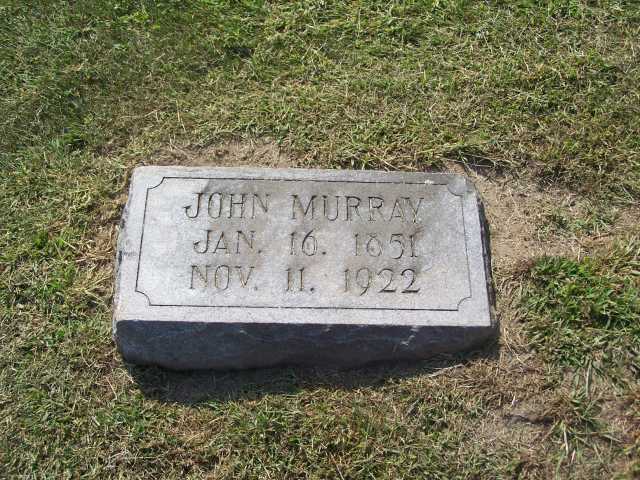 JOHN MURRAY
JAN. 16. 1851
NOV. 11. 1922